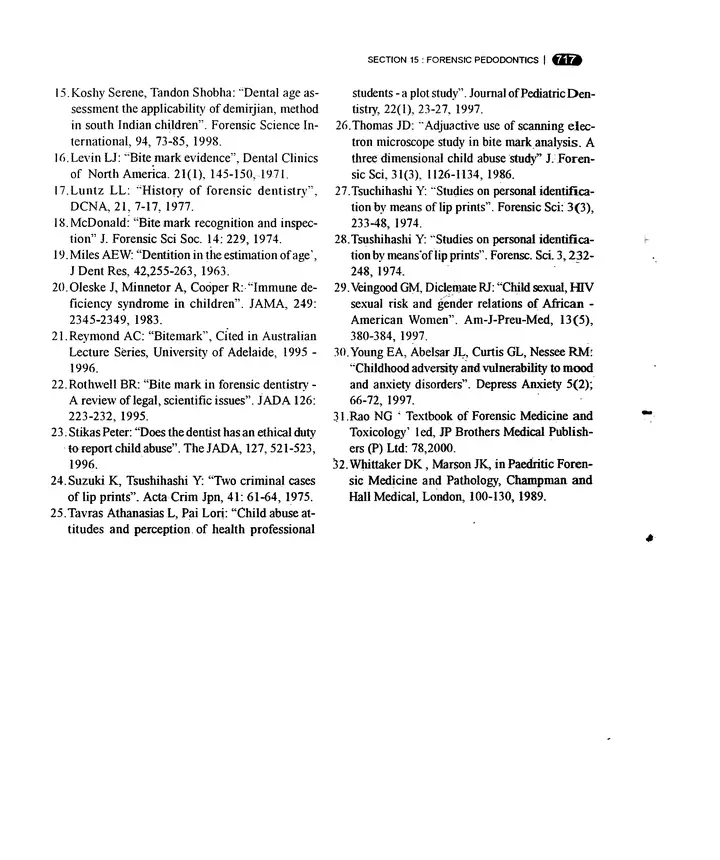 SECTION 15 : FORENSIC PEDODONTICS | 717
15. Koshy Serene, Tandon Shobha: "Dental age as-
sessment the applicability of demirjian, method
in south Indian children". Forensic Science In-
ternational, 94, 73-85, 1998.
16. Levin LJ: "Bite mark evidence", Dental Clinics
of North America. 21(1), 145-150, 1971.
17. Luntz LL: "History of forensic dentistry",
DCNA, 21, 7-17, 1977.
18. McDonald: "Bite mark recognition and inspec-
tion" J. Forensic Sci Soc. 14: 229, 1974.
19. Miles AEW: "Dentition in the estimation of age',
J Dent Res, 42,255-263, 1963.
20. Oleske J, Minnetor A, Cooper R: "Immune de-
ficiency syndrome in children". JAMA, 249:
2345-2349, 1983.
21. Reymond AC: "Bitemark", Cited in Australian
Lecture Series, University of Adelaide, 1995 -
1996.
22. Rothwell BR: "Bite mark in forensic dentistry -
A review of legal, scientific issues". JADA 126:
223-232, 1995.
23. Stikas Peter: "Does the dentist has an ethical duty
to report child abuse". The JADA, 127, 521-523,
1996.
24. Suzuki K, Tsushihashi Y: "Two criminal cases
of lip prints". Acta Crim Jpn, 41: 61-64, 1975.
25. Tavras Athanasias L, Pai Lori: "Child abuse at-
titudes and perception of health professional
students - a plot study". Journal of Pediatric Den-
tistry, 22(1), 23-27, 1997.
26. Thomas JD: "Adjuactive use of scanning elec-
tron microscope study in bite mark analysis. A
three dimensional child abuse study" J. Foren-
sic Sci, 31(3), 1126-1134, 1986.
27. Tsuchihashi Y: "Studies on personal identifica-
tion by means of lip prints". Forensic Sci: 3(3),
233-48, 1974.
28. Tsushihashi Y: "Studies on personal identifica-
tion by means of lip prints". Forensc. Sci. 3, 232-
248, 1974.
29. Veingood GM, Diclemate RJ: "Child sexual, HIV
sexual risk and gender relations of African -
American Women". Am-J-Preu-Med, 13(5),
380-384, 1997.
30. Young EA, Abelsar JL, Curtis GL, Nessee RM:
"Childhood adversity and vulnerability to mood
and anxiety disorders". Depress Anxiety 5(2);
66-72, 1997.
31. Rao NG ' Textbook of Forensic Medicine and
Toxicology' 1ed, JP Brothers Medical Publish-
ers (P) Ltd: 78,2000.
32. Whittaker DK , Marson JK, in Paedritic Foren-
sic Medicine and Pathology, Champman and
Hall Medical, London, 100-130, 1989.